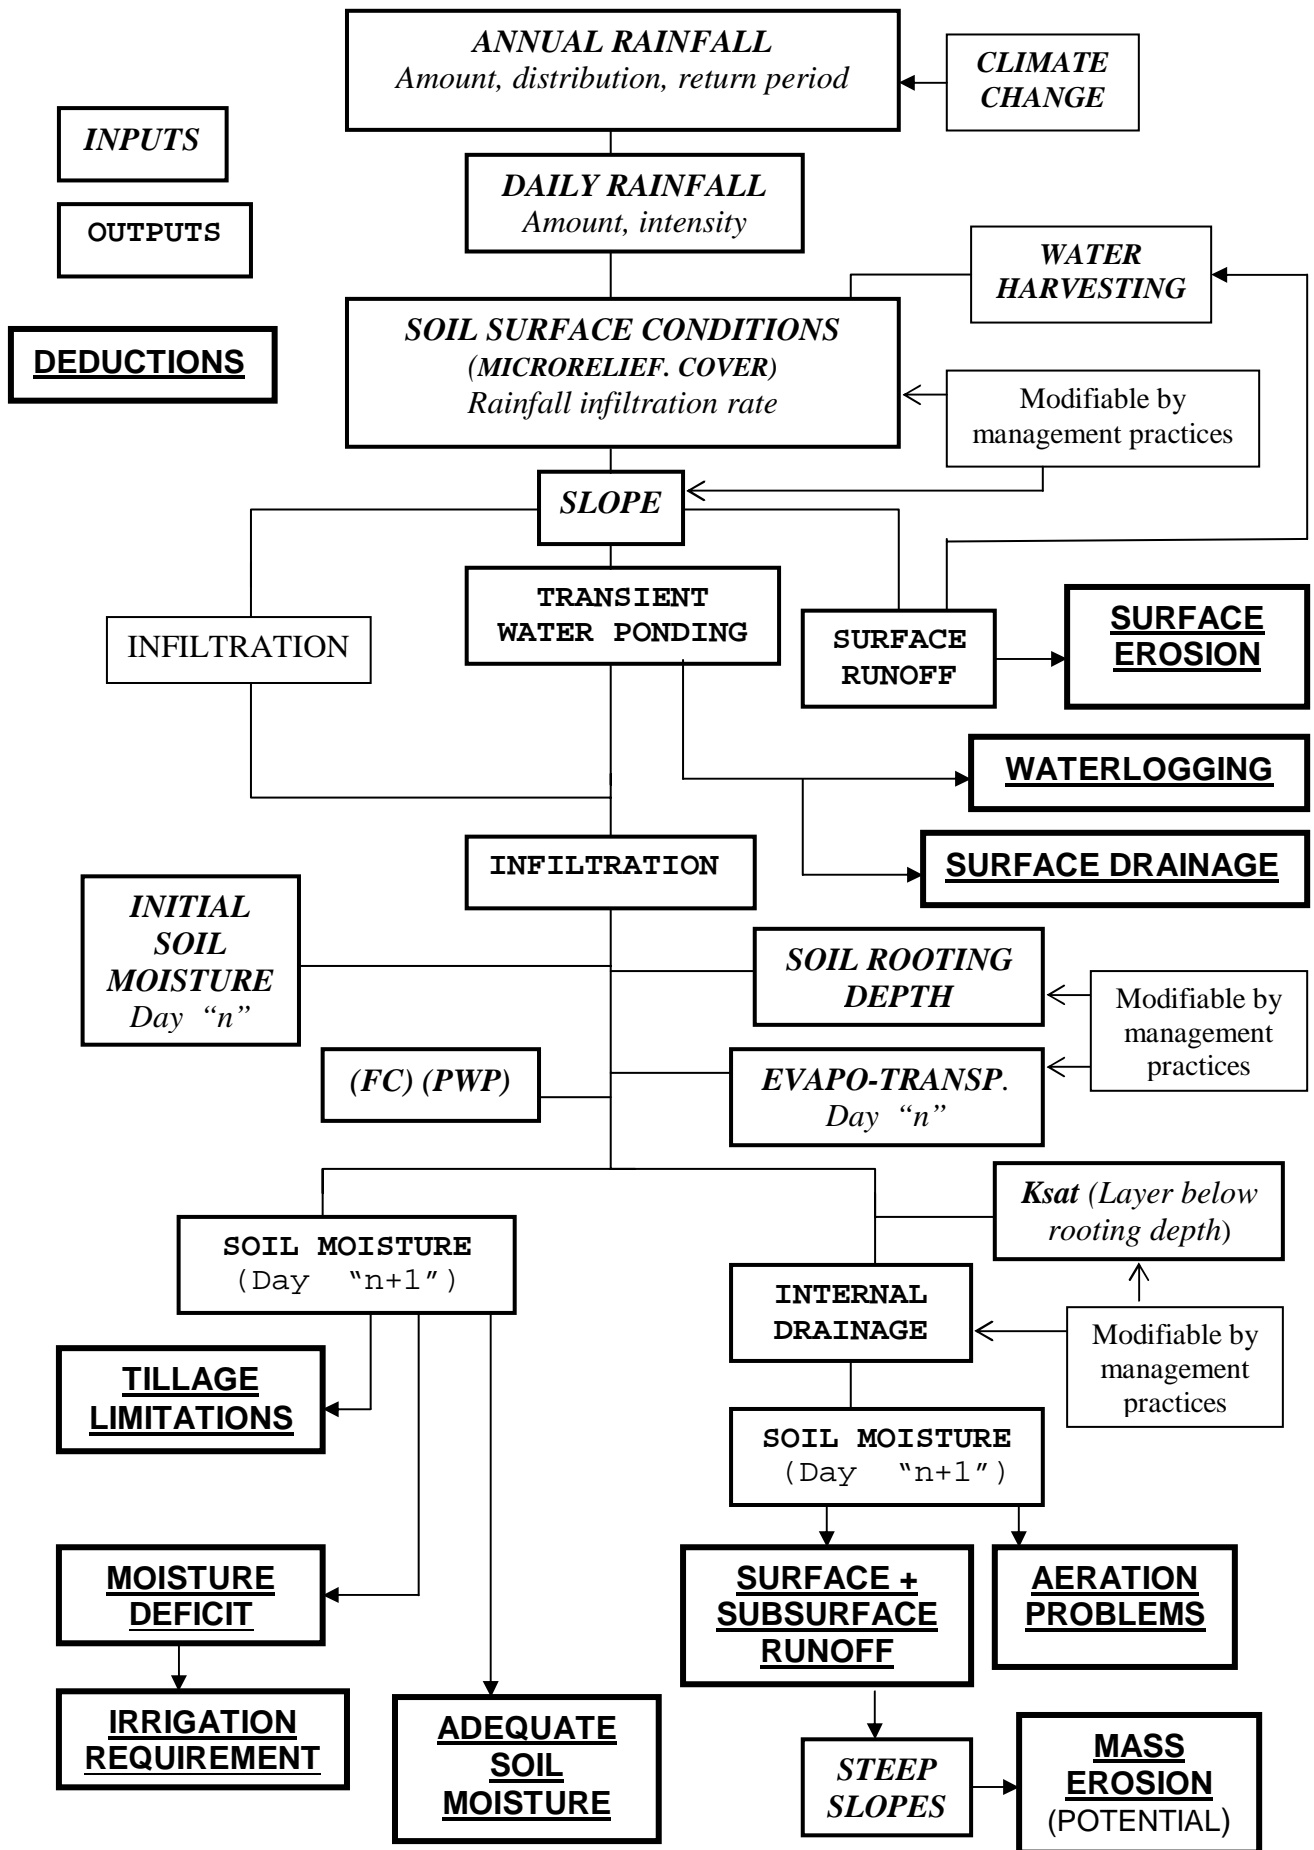 ANNUAL RAINFALL
Amount, distribution, return period
CLIMATE
CHANGE
INPUTS
OUTPUTS
DEDUCTIONS
DAILY RAINFALL
Amount, intensity
WATER
HARVESTING
SOIL SURFACE CONDITIONS
(MICRORELIEF. COVER)
Rainfall infiltration rate
Modifiable by
management practices
SLOPE
INFILTRATION
TRANSIENT
WATER PONDING
SURFACE
RUNOFF
SURFACE
EROSION
WATERLOGGING
SURFACE DRAINAGE
INFILTRATION
INITIAL
SOIL
MOISTURE
Day “n”
SOIL ROOTING
DEPTH
Modifiable by
management
practices
(FC) (PWP)
EVAPO-TRANSP.
Day “n”
Ksat (Layer below
rooting depth)
SOIL MOISTURE
(Day “n+1”)
INTERNAL
DRAINAGE
Modifiable by
management
practices
TILLAGE
LIMITATIONS
SOIL MOISTURE
(Day “n+1”)
MOISTURE
DEFICIT
SURFACE +
SUBSURFACE
RUNOFF
AERATION
PROBLEMS
IRRIGATION
REQUIREMENT
ADEQUATE
SOIL
MOISTURE
STEEP
SLOPES
MASS
EROSION
(POTENTIAL)